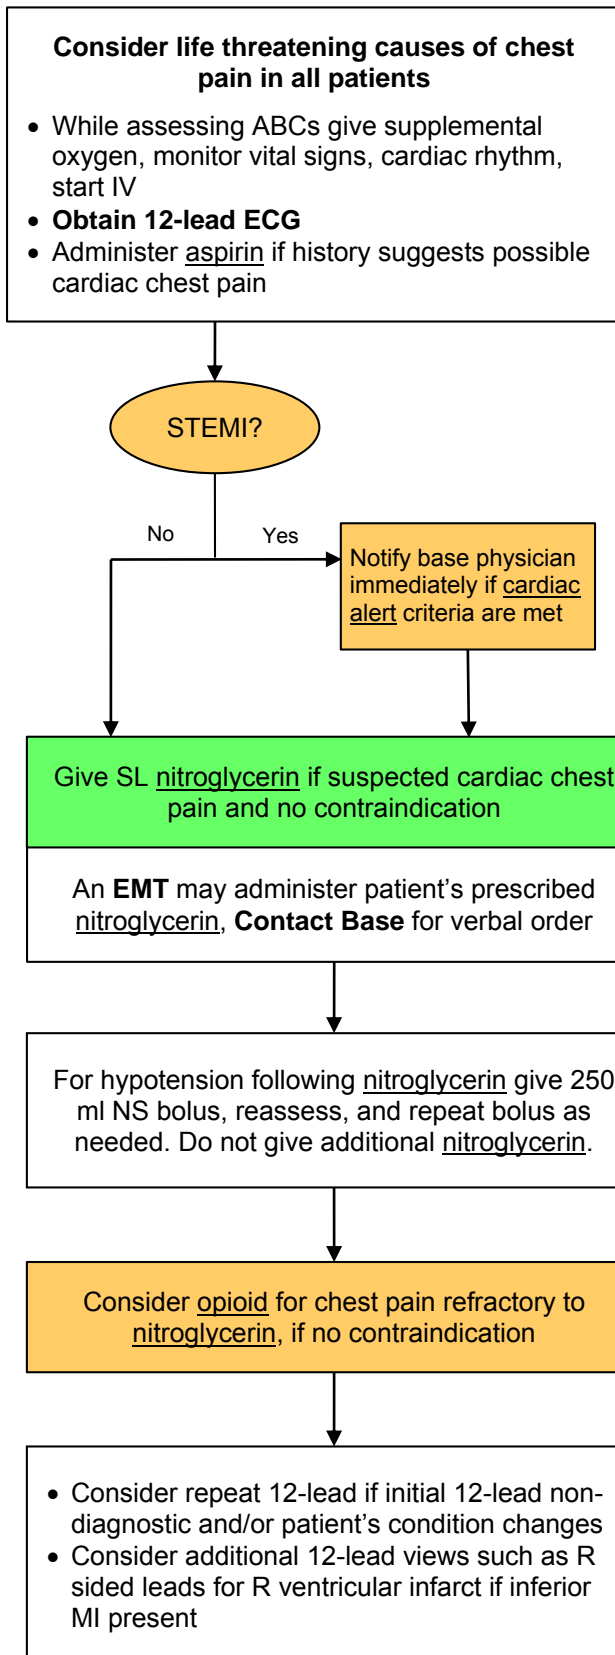 Consider life threatening causes of chest
pain in all patients
• While assessing ABCs give supplemental
oxygen, monitor vital signs, cardiac rhythm,
start IV
• Obtain 12-lead ECG
• Administer aspirin if history suggests possible
cardiac chest pain
STEMI?
No
Yes
Notify base physician
immediately if cardiac
alert criteria are met
Give SL nitroglycerin if suspected cardiac chest
pain and no contraindication
An EMT may administer patient’s prescribed
nitroglycerin, Contact Base for verbal order
For hypotension following nitroglycerin give 250
ml NS bolus, reassess, and repeat bolus as
needed. Do not give additional nitroglycerin.
Consider opioid for chest pain refractory to
nitroglycerin, if no contraindication
• Consider repeat 12-lead if initial 12-lead non-
diagnostic and/or patient’s condition changes
• Consider additional 12-lead views such as R
sided leads for R ventricular infarct if inferior
MI present